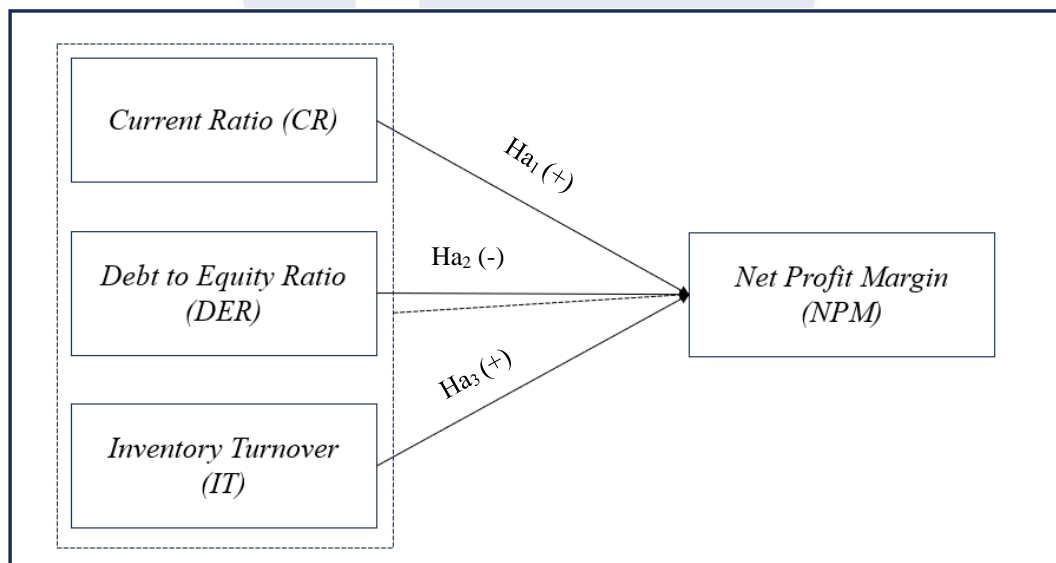 Current Ratio (CR)
Ha₁ (+)
Debt to Equity Ratio
(DER)
Ha₂ (-)
Net Profit Margin
(NPM)
Ha₃ (+)
Inventory Turnover
(IT)